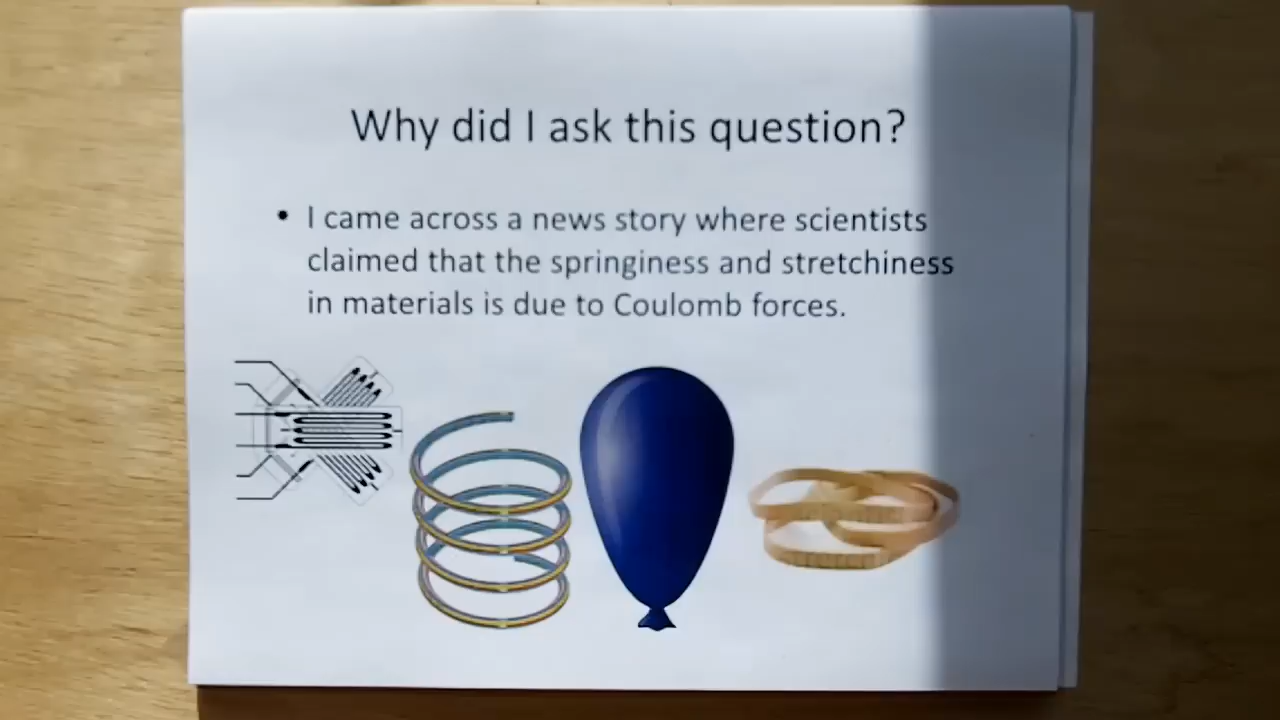 Why did I ask this question?
• I came across a news story where scientists
claimed that the springiness and stretchiness
in materials is due to Coulomb forces.